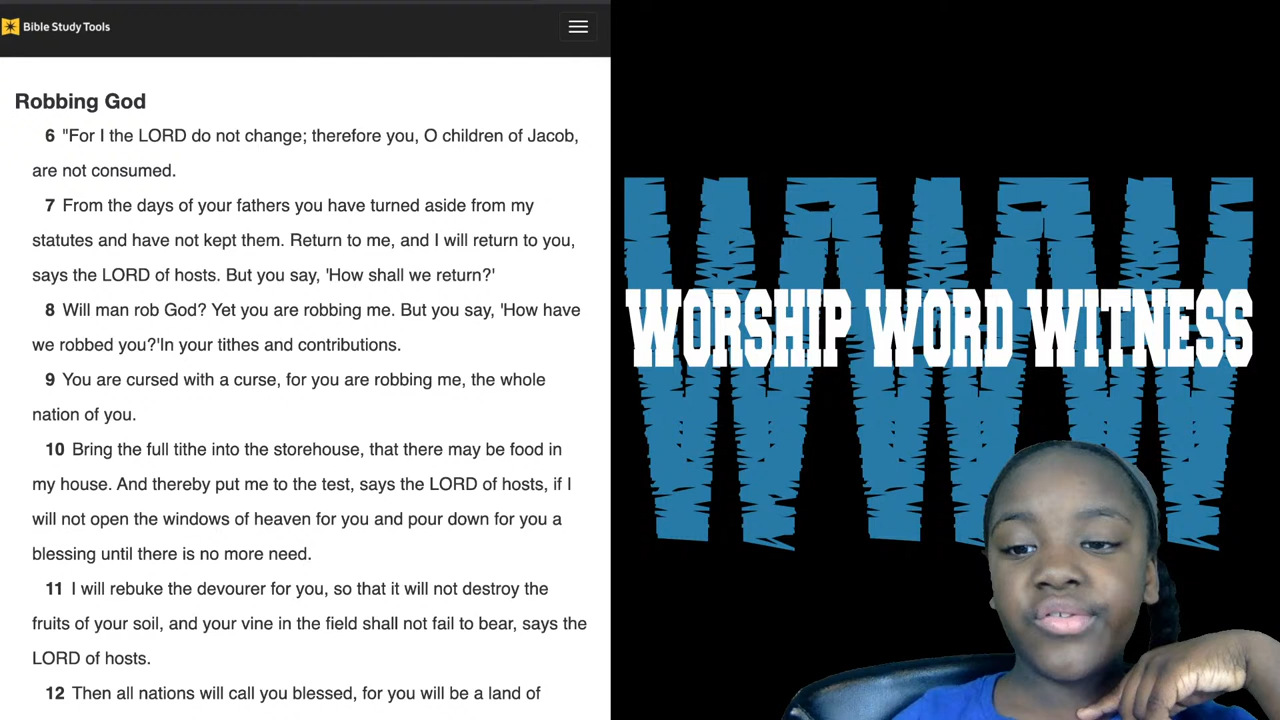 Bible Study Tools
Robbing God
6 "For I the LORD do not change; therefore you, O children of Jacob,
are not consumed.
7 From the days of your fathers you have turned aside from my
statutes and have not kept them. Return to me, and I will return to you,
says the LORD of hosts. But you say, 'How shall we return?'
8 Will man rob God? Yet you are robbing me. But you say, 'How have
we robbed you?'In your tithes and contributions.
9 You are cursed with a curse, for you are robbing me, the whole
nation of you.
10 Bring the full tithe into the storehouse, that there may be food in
my house. And thereby put me to the test, says the LORD of hosts, if I
will not open the windows of heaven for you and pour down for you a
blessing until there is no more need.
11 I will rebuke the devourer for you, so that it will not destroy the
fruits of your soil, and your vine in the field shall not fail to bear, says the
LORD of hosts.
12 Then all nations will call you blessed, for you will be a land of
WWW
WORSHIP WORD WITNESS